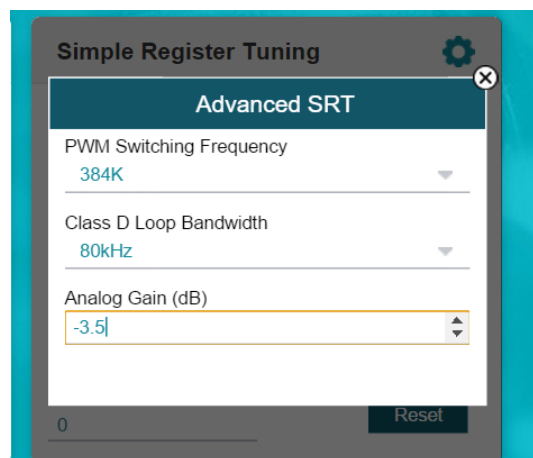 Simple Register Tuning
Advanced SRT
PWM Switching Frequency
384K
Class D Loop Bandwidth
80kHz
Analog Gain (dB)
-3.5
0
Reset